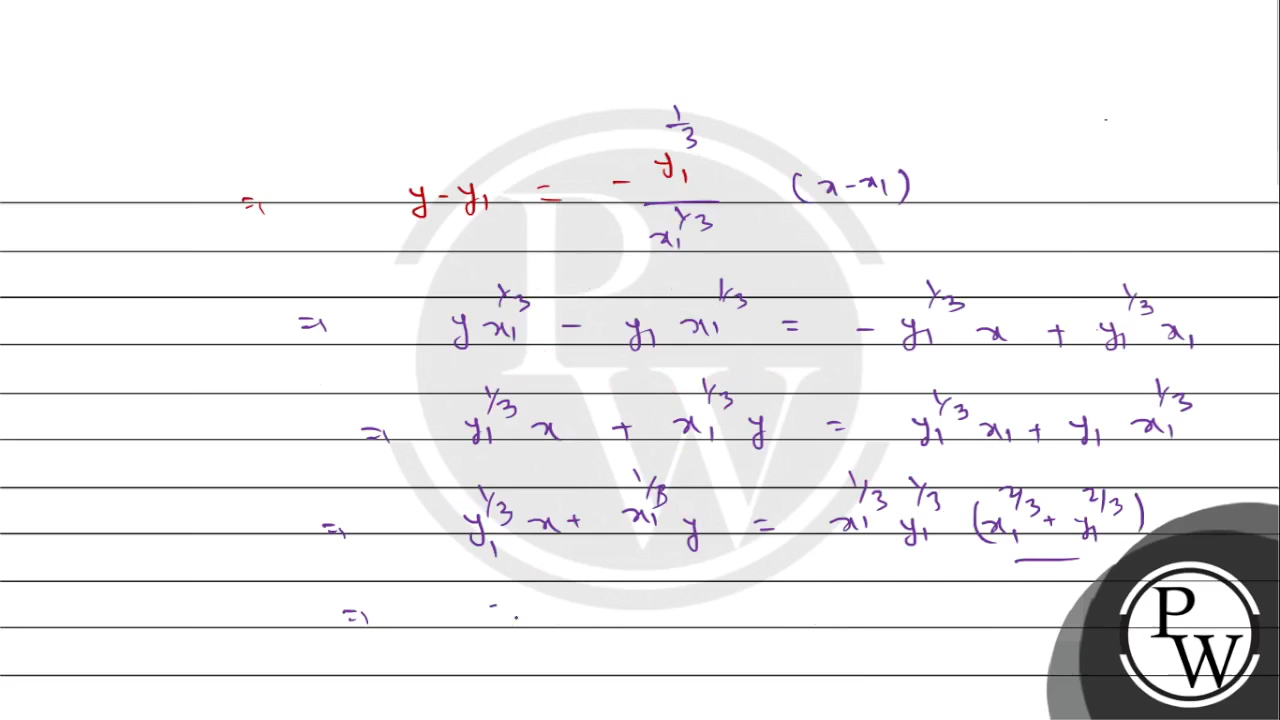 ⇒ y - y₁ = - y₁^(1/3) / x₁^(1/3) (x - x₁)
⇒ y x₁^(1/3) - y₁ x₁^(1/3) = - y₁^(1/3) x + y₁^(1/3) x₁
⇒ y₁^(1/3) x + x₁^(1/3) y = y₁^(1/3) x₁ + y₁ x₁^(1/3)
⇒ y₁^(1/3) x + x₁^(1/3) y = x₁^(1/3) y₁^(1/3) (x₁^(2/3) + y₁^(2/3))
⇒
PW
PW